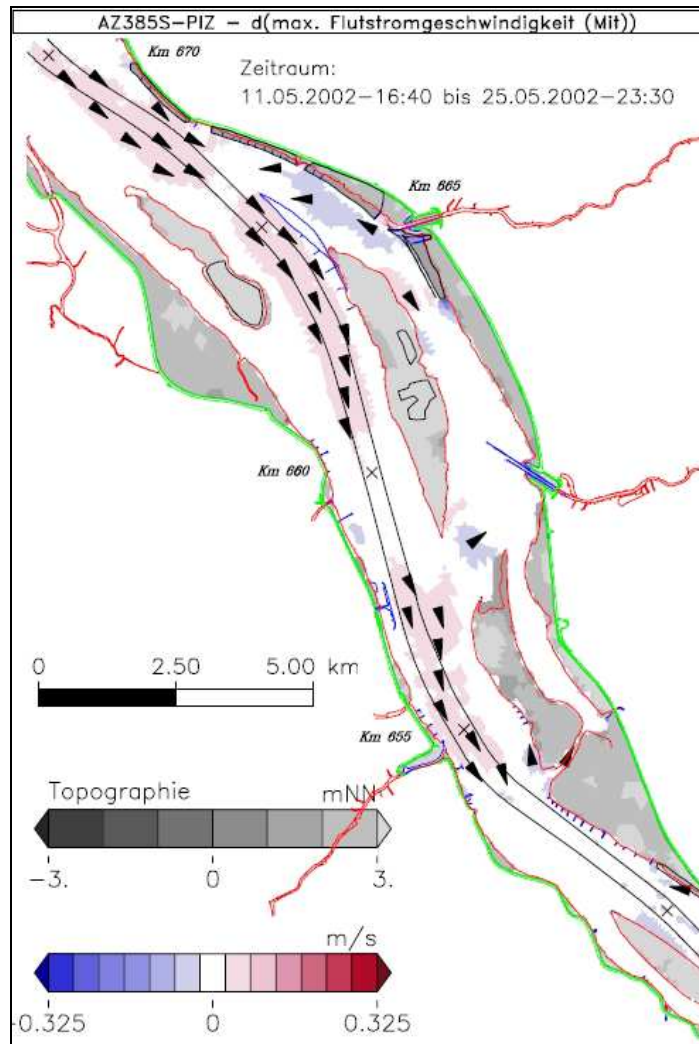 AZ385S-PIZ - d(max. Flutstromgeschwindigkeit (Mit))
Km 670
Zeitraum:
11.05.2002-16:40 bis 25.05.2002-23:30
Km 665
Km 660
0 2.50 5.00 km
Km 655
Topographie mNN
-3. 0 3.
m/s
-0.325 0 0.325